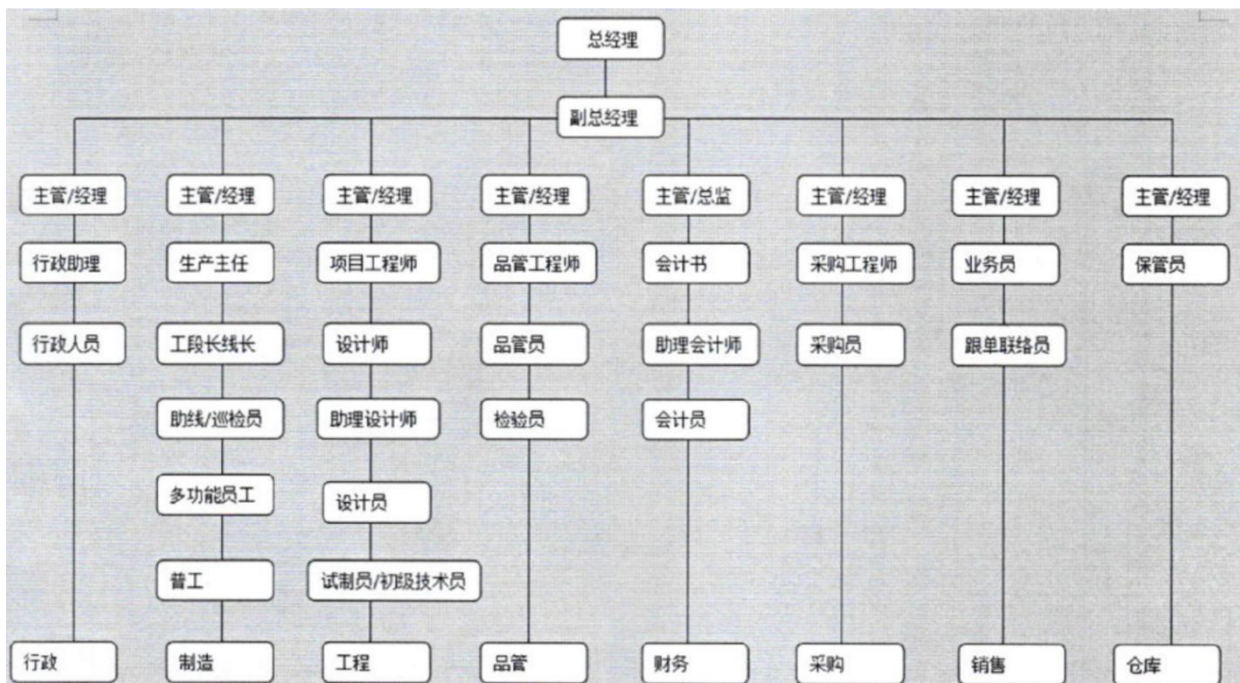 总经理
副总经理
主管/经理 主管/经理 主管/经理 主管/经理 主管/总监 主管/经理 主管/经理 主管/经理
行政助理 生产主任 项目工程师 品管工程师 会计书 采购工程师 业务员 保管员
行政人员 工段长线长 设计师 品管员 助理会计师 采购员 跟单联络员
助线/巡检员 助理设计师 检验员 会计员
多功能员工 设计员
普工 试制员/初级技术员
行政 制造 工程 品管 财务 采购 销售 仓库